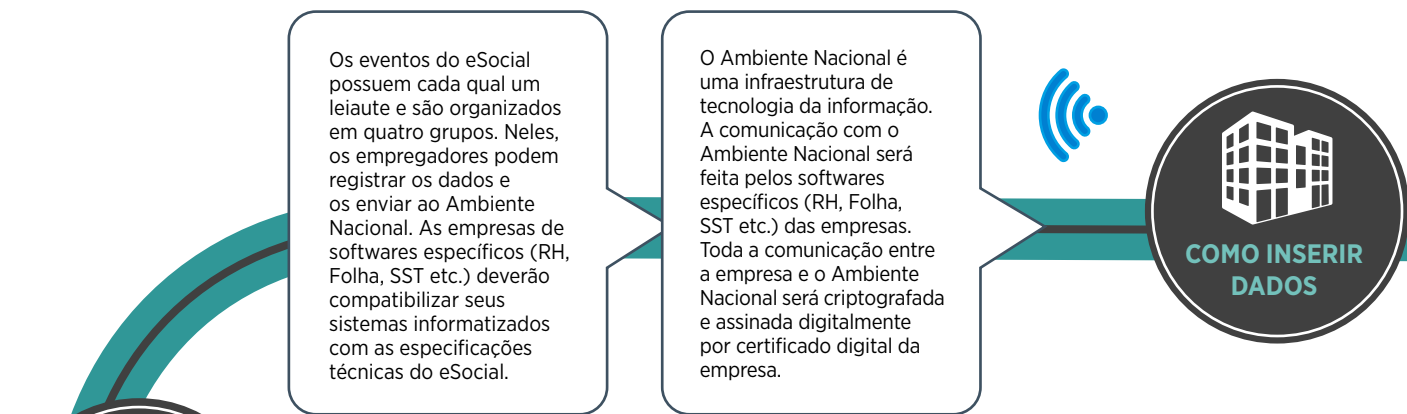 Os eventos do eSocial
possuem cada qual um
leiaute e são organizados
em quatro grupos. Neles,
os empregadores podem
registrar os dados e
os enviar ao Ambiente
Nacional. As empresas de
softwares específicos (RH,
Folha, SST etc.) deverão
compatibilizar seus
sistemas informatizados
com as especificações
técnicas do eSocial.
O Ambiente Nacional é
uma infraestrutura de
tecnologia da informação.
A comunicação com o
Ambiente Nacional será
feita pelos softwares
específicos (RH, Folha,
SST etc.) das empresas.
Toda a comunicação entre
a empresa e o Ambiente
Nacional será criptografada
e assinada digitalmente
por certificado digital da
empresa.
COMO INSERIR
DADOS